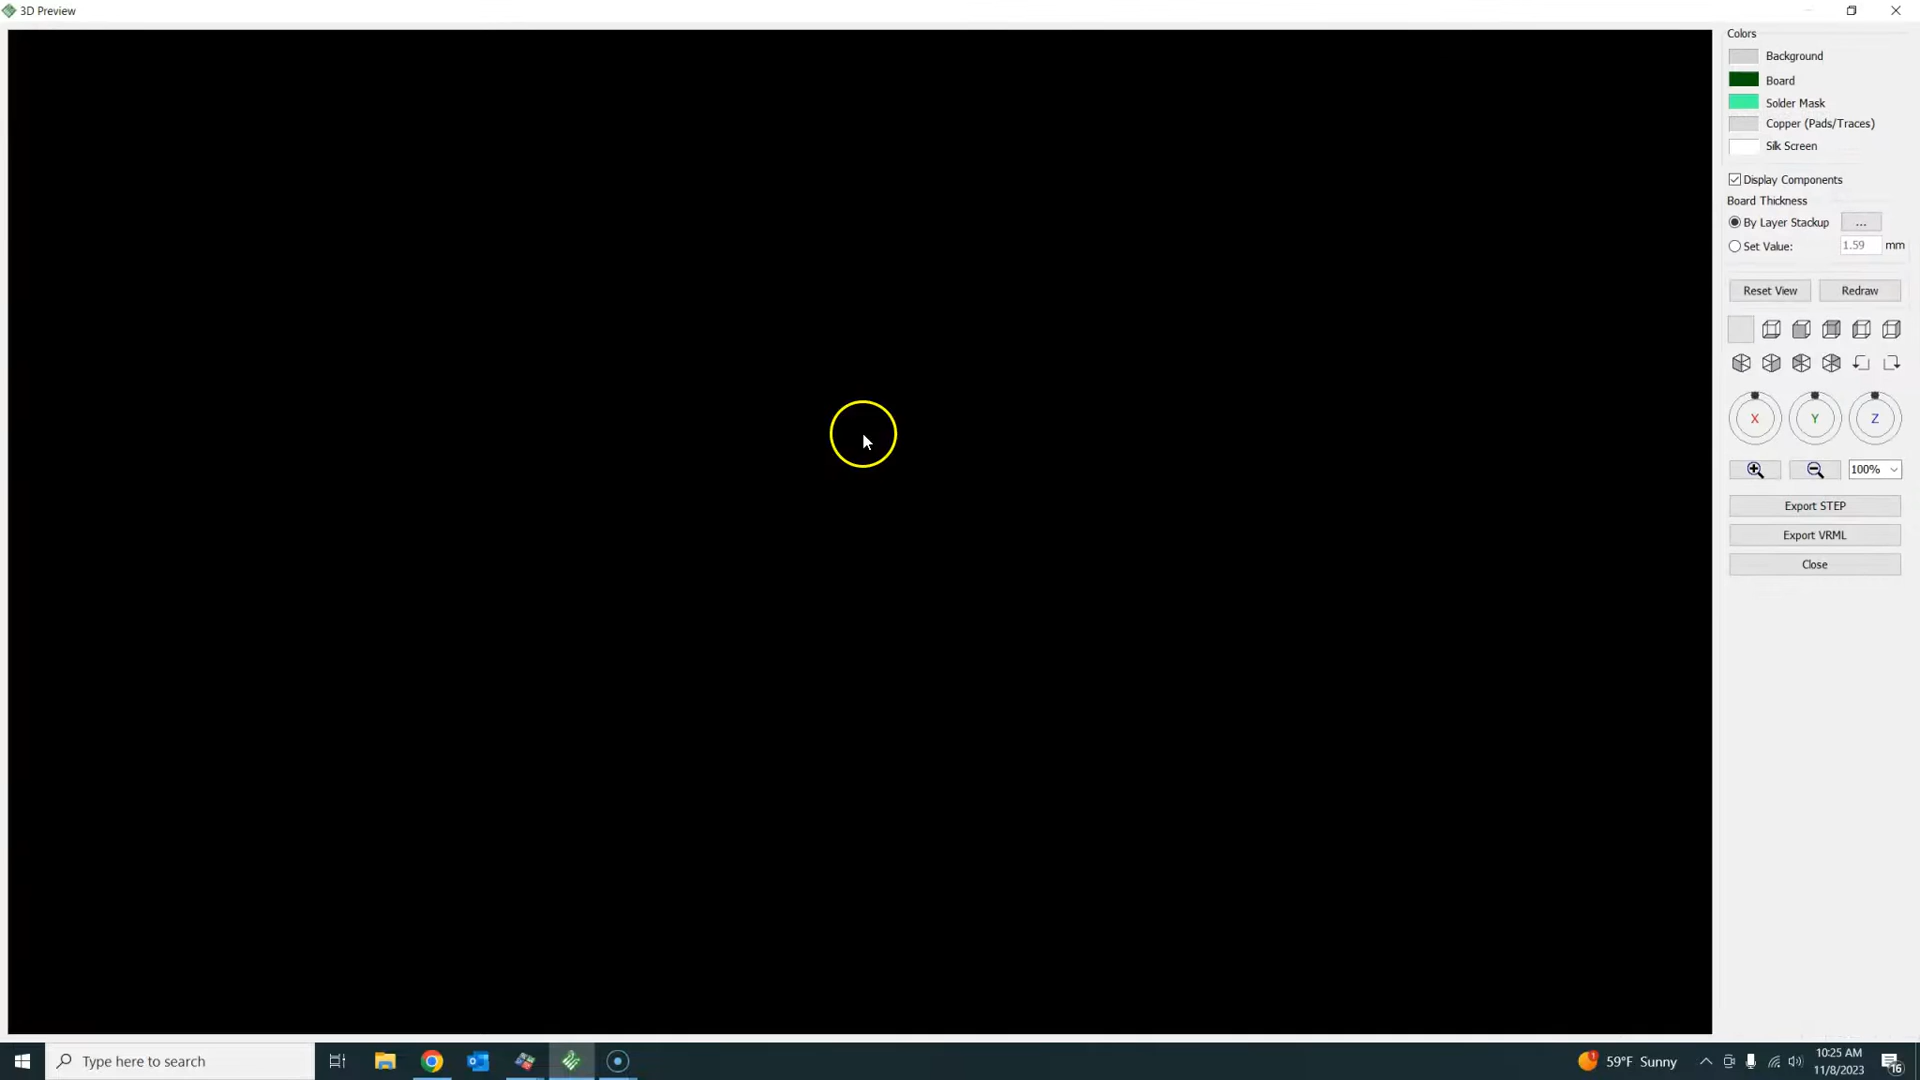 3D Preview
Colors
Background
Board
Solder Mask
Copper (Pads/Traces)
Silk Screen
Display Components
Board Thickness
By Layer Stackup ...
Set Value: 1.59 mm
Reset View Redraw
X Y Z
100%
Export STEP
Export VRML
Close
Type here to search
1 59°F Sunny
10:25 AM
11/8/2023
16